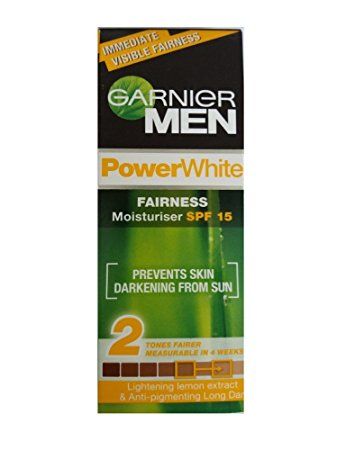 IMMEDIATE
VISIBLE FAIRNESS
GARNIER
MEN
PowerWhite
FAIRNESS
Moisturiser SPF 15
PREVENTS SKIN
DARKENING FROM SUN
2 TONES FAIRER
MEASURABLE IN 4 WEEKS
Lightening lemon extract
& Anti-pigmenting Long Dan